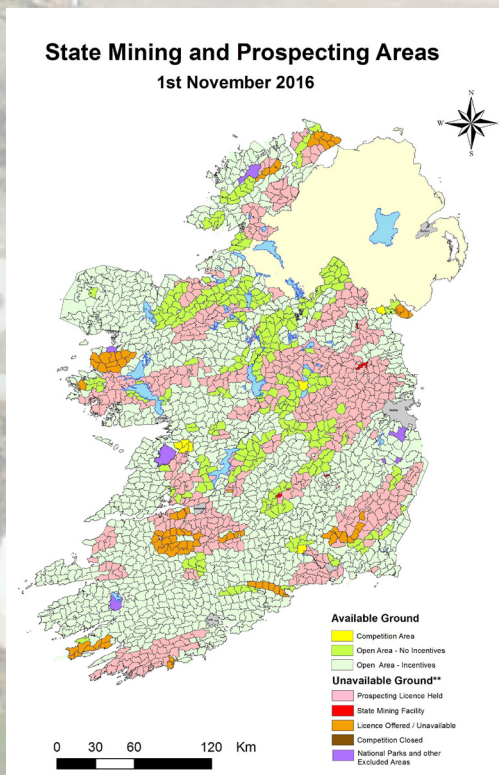 State Mining and Prospecting Areas
1st November 2016
N
W
E
S
Available Ground
Competition Area
Open Area - No Incentives
Open Area - Incentives
Unavailable Ground**
Prospecting Licence Held
State Mining Facility
Licence Offered / Unavailable
Competition Closed
National Parks and other
Excluded Areas
0 30 60 120 Km